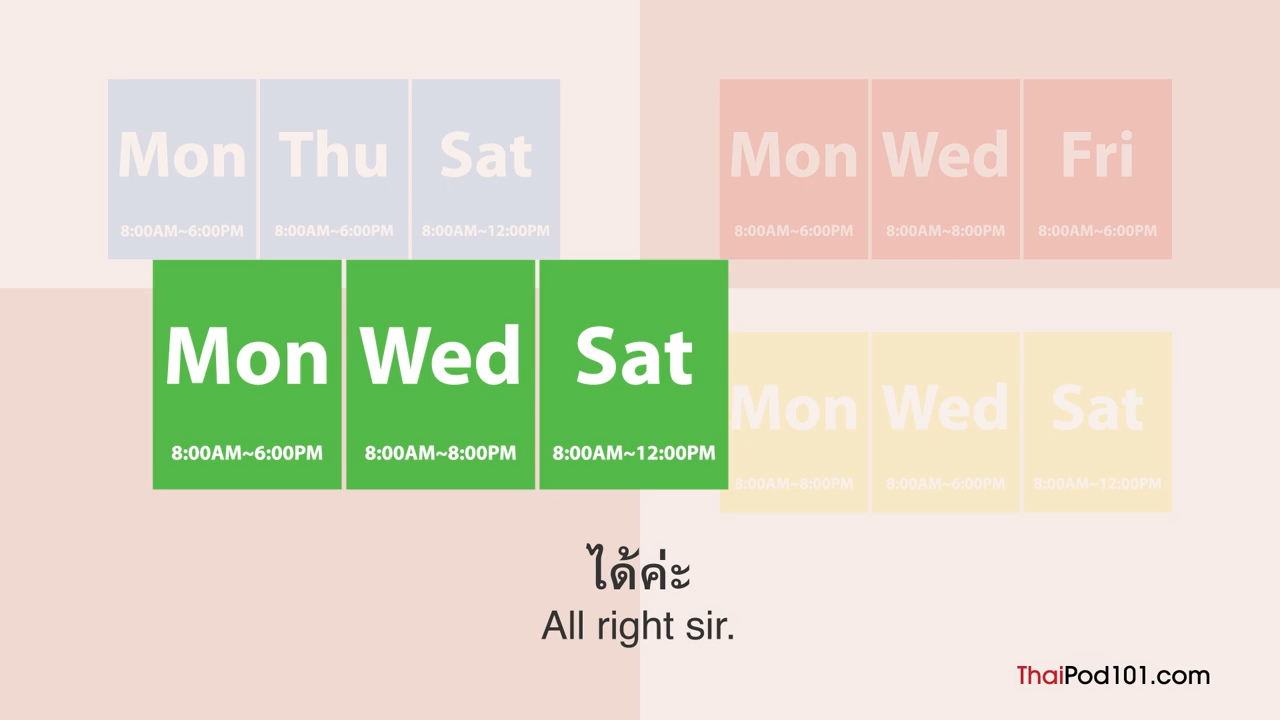 Mon Thu Sat
8:00AM~6:00PM 8:00AM~6:00PM 8:00AM~12:00PM
Mon Wed Fri
8:00AM~6:00PM 8:00AM~8:00PM 8:00AM~6:00PM
Mon Wed Sat
8:00AM~6:00PM 8:00AM~8:00PM 8:00AM~12:00PM
Mon Wed Sat
8:00AM~8:00PM 8:00AM~6:00PM 8:00AM~12:00PM
ได้ค่ะ
All right sir.
ThaiPod101.com